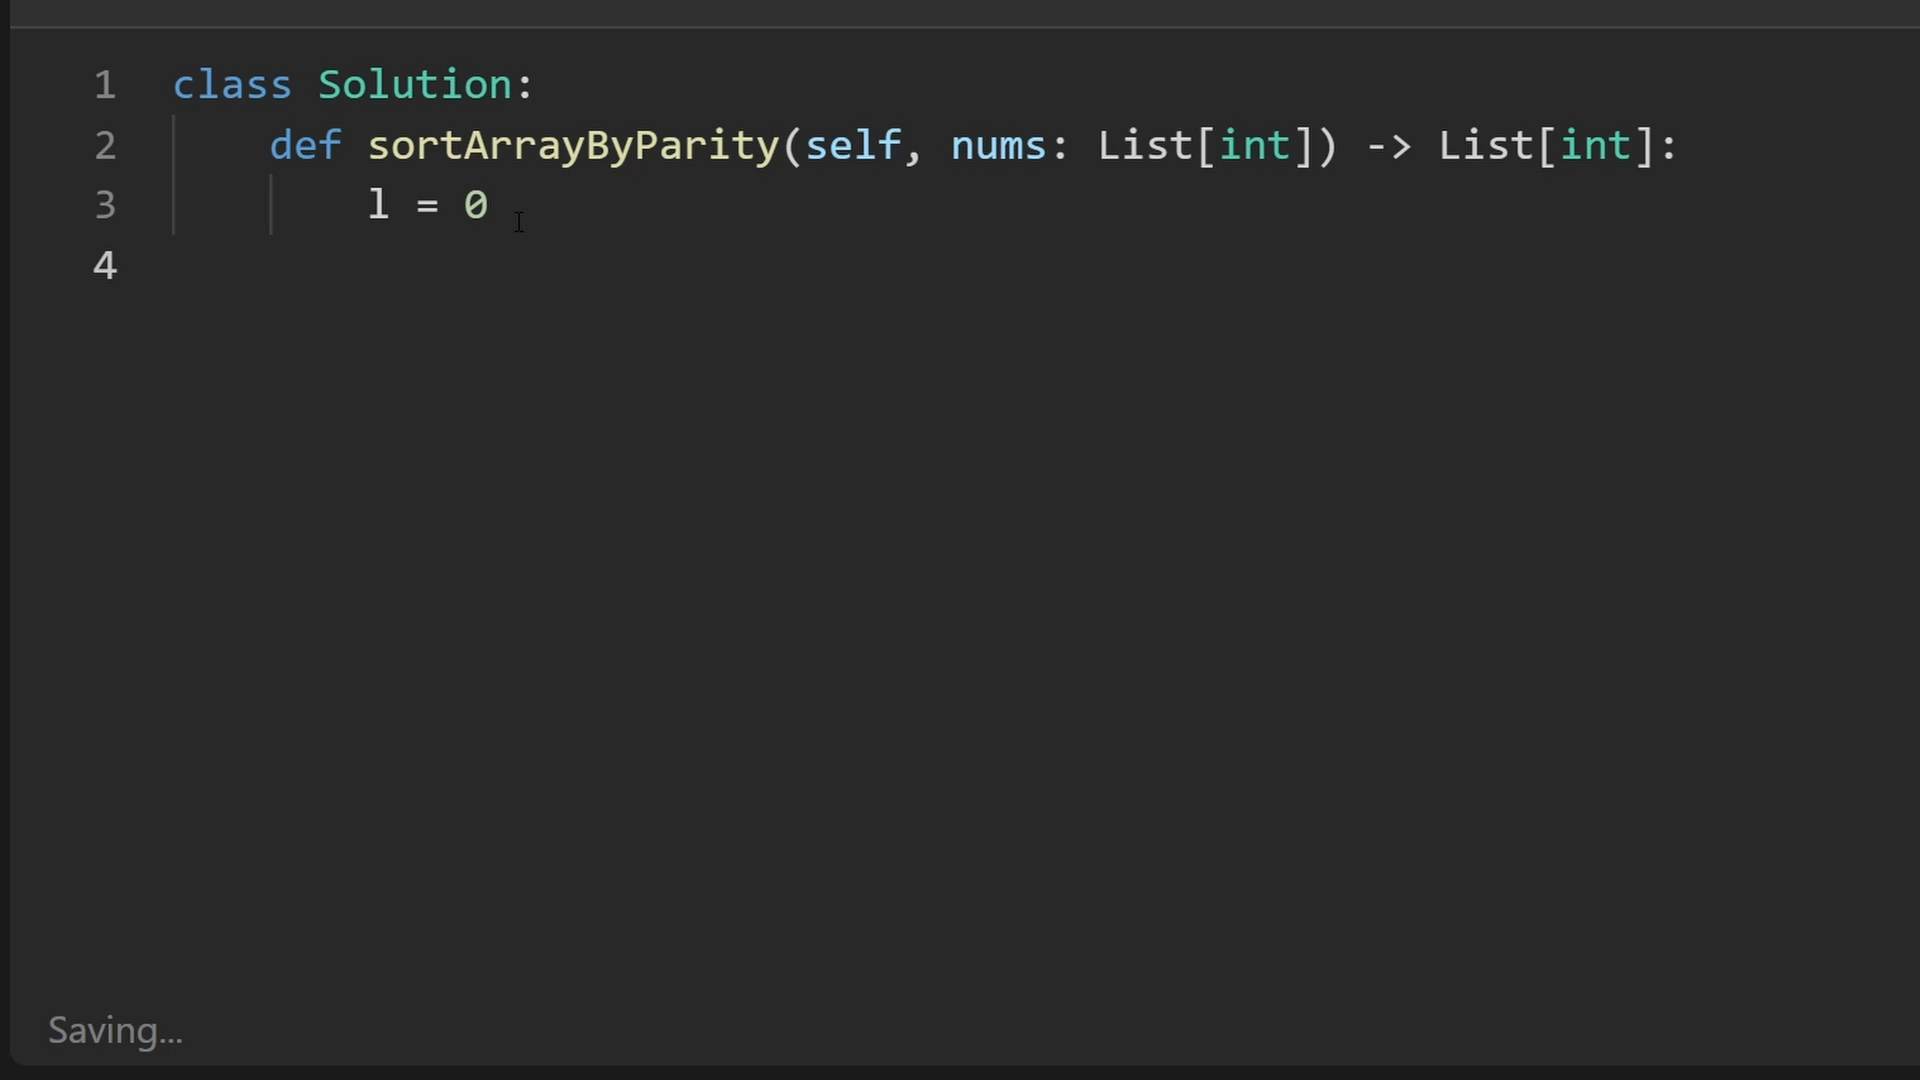 1 class Solution:
2 def sortArrayByParity(self, nums: List[int]) -> List[int]:
3 l = 0
4
Saving...